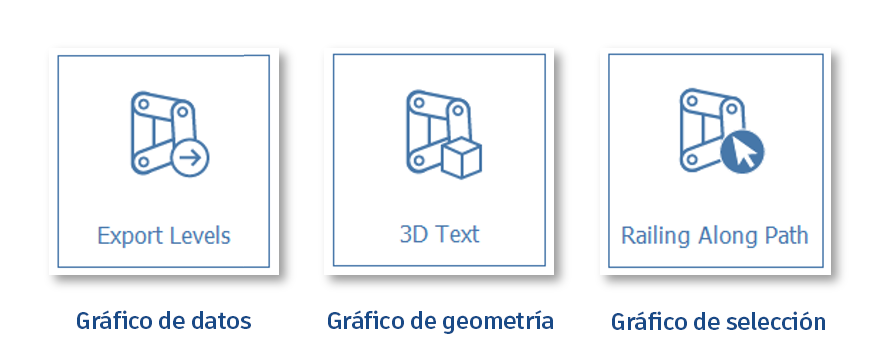 Export Levels
3D Text
Railing Along Path
Gráfico de datos
Gráfico de geometría
Gráfico de selección